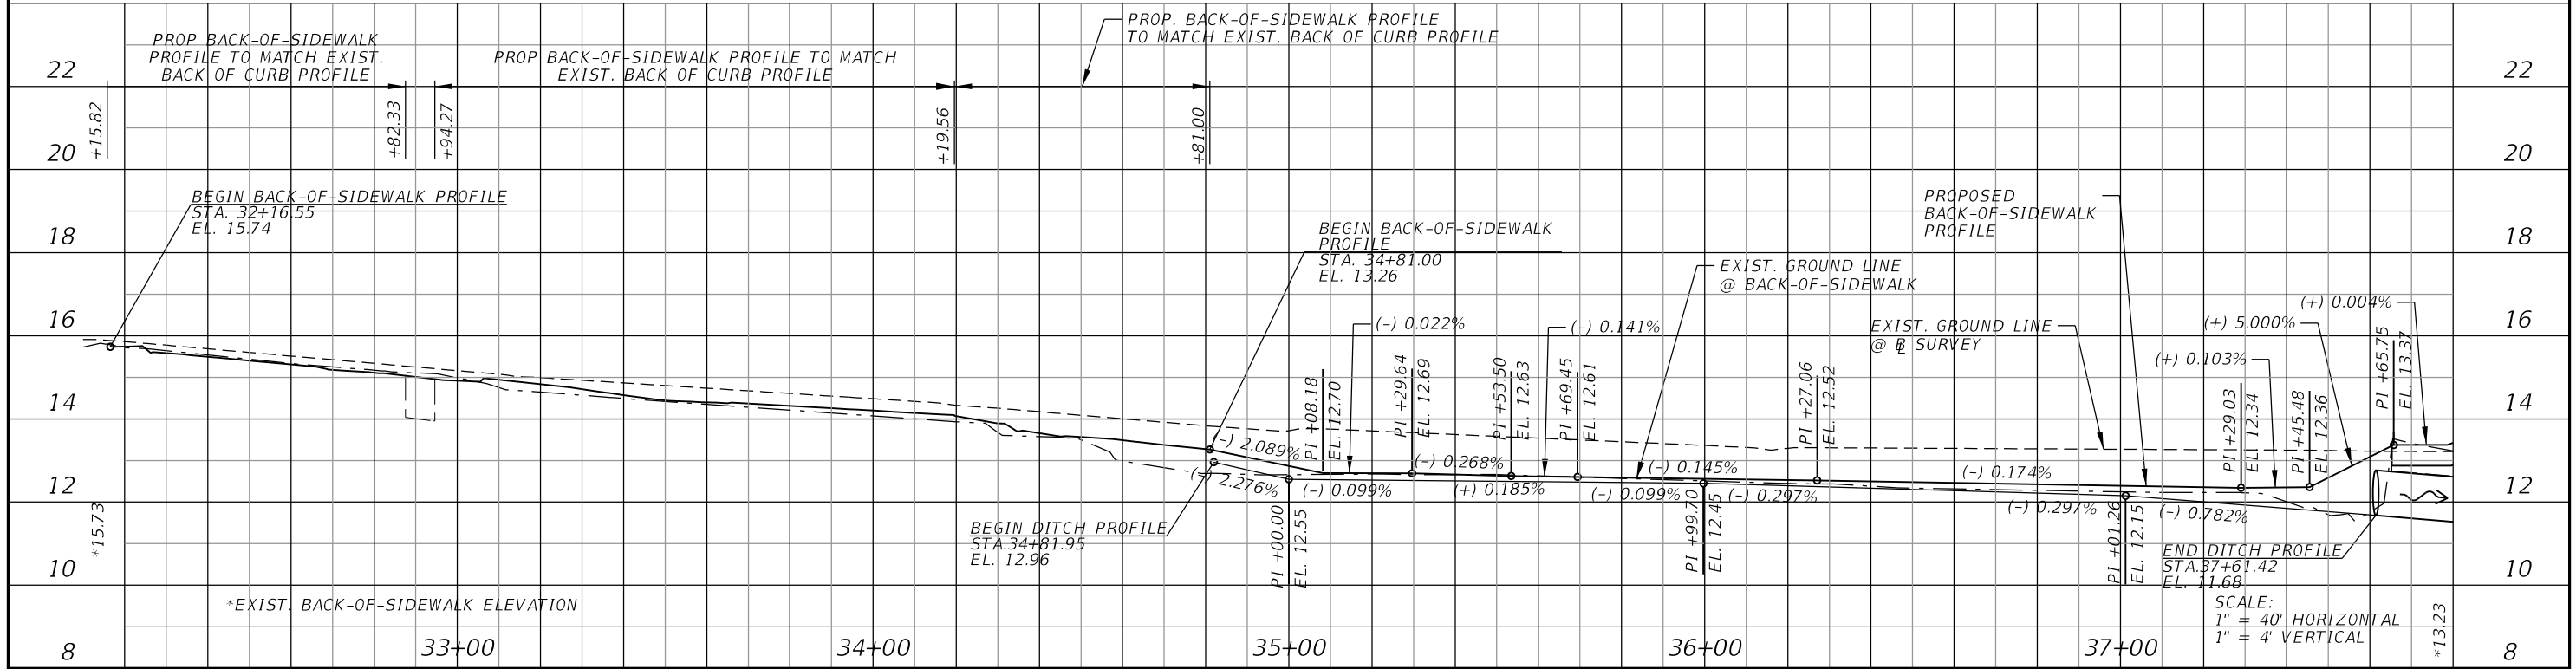 PROP BACK-OF-SIDEWALK
PROFILE TO MATCH EXIST.
BACK OF CURB PROFILE
PROP BACK-OF-SIDEWALK PROFILE TO MATCH
EXIST. BACK OF CURB PROFILE
PROP. BACK-OF-SIDEWALK PROFILE
TO MATCH EXIST. BACK OF CURB PROFILE
22
22
+15.82
+82.33
+94.27
+19.56
+81.00
20
20
BEGIN BACK-OF-SIDEWALK PROFILE
STA. 32+16.55
EL. 15.74
18
18
BEGIN BACK-OF-SIDEWALK
PROFILE
STA. 34+81.00
EL. 13.26
PROPOSED
BACK-OF-SIDEWALK
PROFILE
EXIST. GROUND LINE
@ BACK-OF-SIDEWALK
EXIST. GROUND LINE
@ BL SURVEY
16
16
(-) 0.022%
(-) 0.141%
(+) 0.004%
(+) 5.000%
(+) 0.103%
PI +08.18
EL. 12.70
PI +29.64
EL. 12.69
PI +53.50
EL. 12.63
PI +69.45
EL. 12.61
PI +27.06
EL. 12.52
PI +29.03
EL. 12.34
PI +45.48
EL. 12.36
PI +65.75
EL. 13.37
14
14
(-) 2.089%
(-) 0.268%
(-) 0.145%
(-) 0.174%
12
12
(-) 2.276%
(-) 0.099%
(+) 0.185%
(-) 0.099%
(-) 0.297%
(-) 0.297%
(-) 0.782%
*15.73
BEGIN DITCH PROFILE
STA.34+81.95
EL. 12.96
PI +00.00
EL. 12.55
PI +99.70
EL. 12.45
PI +01.26
EL. 12.15
END DITCH PROFILE
STA.37+61.42
EL. 11.68
10
10
*EXIST. BACK-OF-SIDEWALK ELEVATION
SCALE:
1" = 40' HORIZONTAL
1" = 4' VERTICAL
*13.23
8
33+00
34+00
35+00
36+00
37+00
8